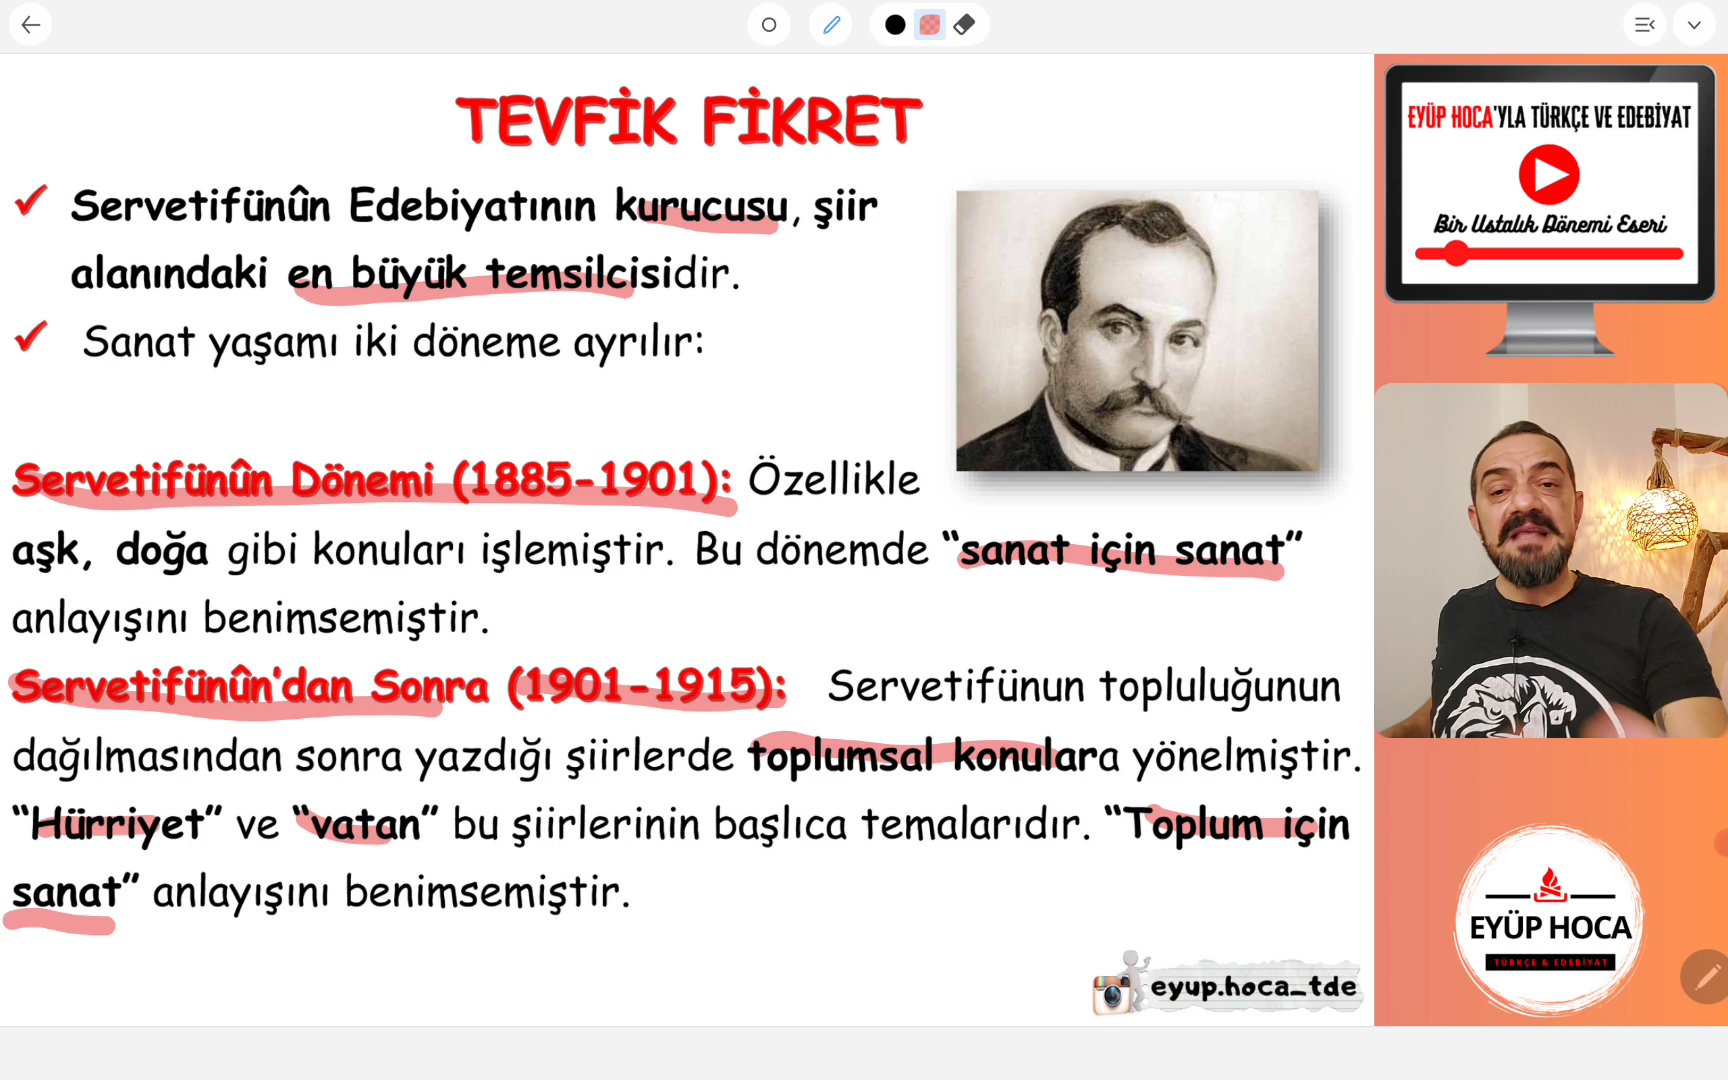 TEVFİK FİKRET
Servetifünûn Edebiyatının kurucusu, şiir
alanındaki en büyük temsilcisidir.
Sanat yaşamı iki döneme ayrılır:
Servetifünûn Dönemi (1885-1901): Özellikle
aşk, doğa gibi konuları işlemiştir. Bu dönemde “sanat için sanat”
anlayışını benimsemiştir.
Servetifünûn’dan Sonra (1901-1915): Servetifünun topluluğunun
dağılmasından sonra yazdığı şiirlerde toplumsal konulara yönelmiştir.
“Hürriyet” ve “vatan” bu şiirlerinin başlıca temalarıdır. “Toplum için
sanat” anlayışını benimsemiştir.
eyup.hoca_tde
EYÜP HOCA'YLA TÜRKÇE VE EDEBİYAT
Bir Ustalık Dönemi Eseri
EYÜP HOCA
TÜRKÇE & EDEBİYAT